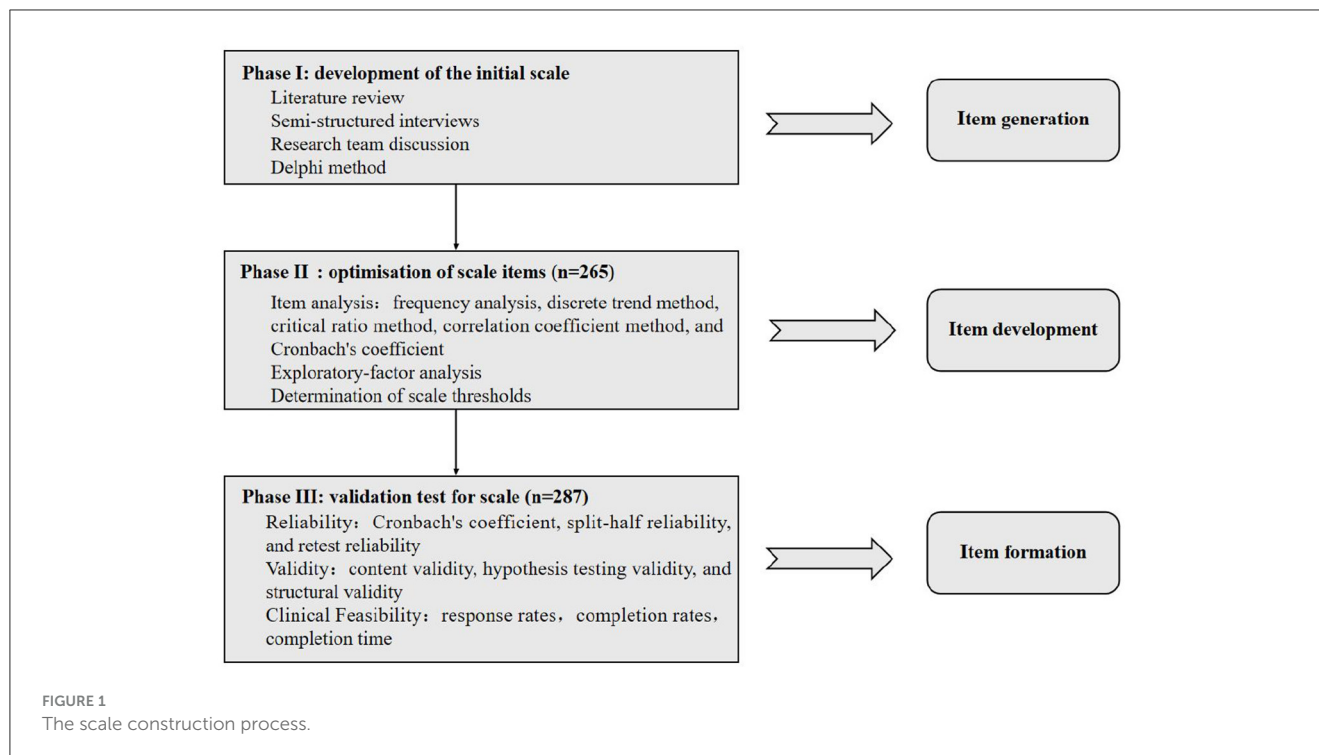 Phase I: development of the initial scale
Literature review
Semi-structured interviews
Research team discussion
Delphi method
Item generation
Phase II : optimisation of scale items (n=265)
Item analysis： frequency analysis, discrete trend method,
critical ratio method, correlation coefficient method, and
Cronbach's coefficient
Exploratory-factor analysis
Determination of scale thresholds
Item development
Phase III: validation test for scale (n=287)
Reliability： Cronbach's coefficient, split-half reliability,
and retest reliability
Validity： content validity, hypothesis testing validity, and
structural validity
Clinical Feasibility： response rates，completion rates，
completion time
Item formation
FIGURE 1
The scale construction process.